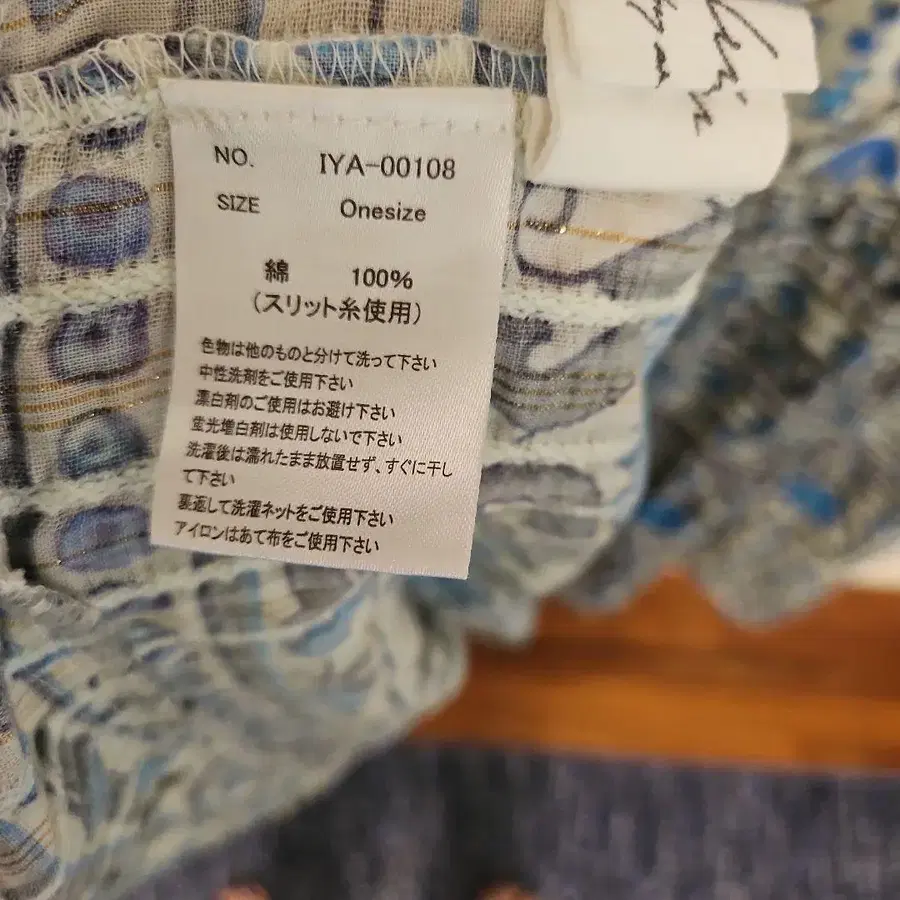 NO. IYA-00108
SIZE Onesize
綿 100%
(スリット糸使用)
色物は他のものと分けて洗って下さい
中性洗剤をご使用下さい
漂白剤のご使用はお避け下さい
蛍光増白剤は使用しないで下さい
洗濯後は濡れたまま放置せず、すぐに干し
て下さい
裏返して洗濯ネットをご使用下さい
アイロンはあて布をご使用下さい